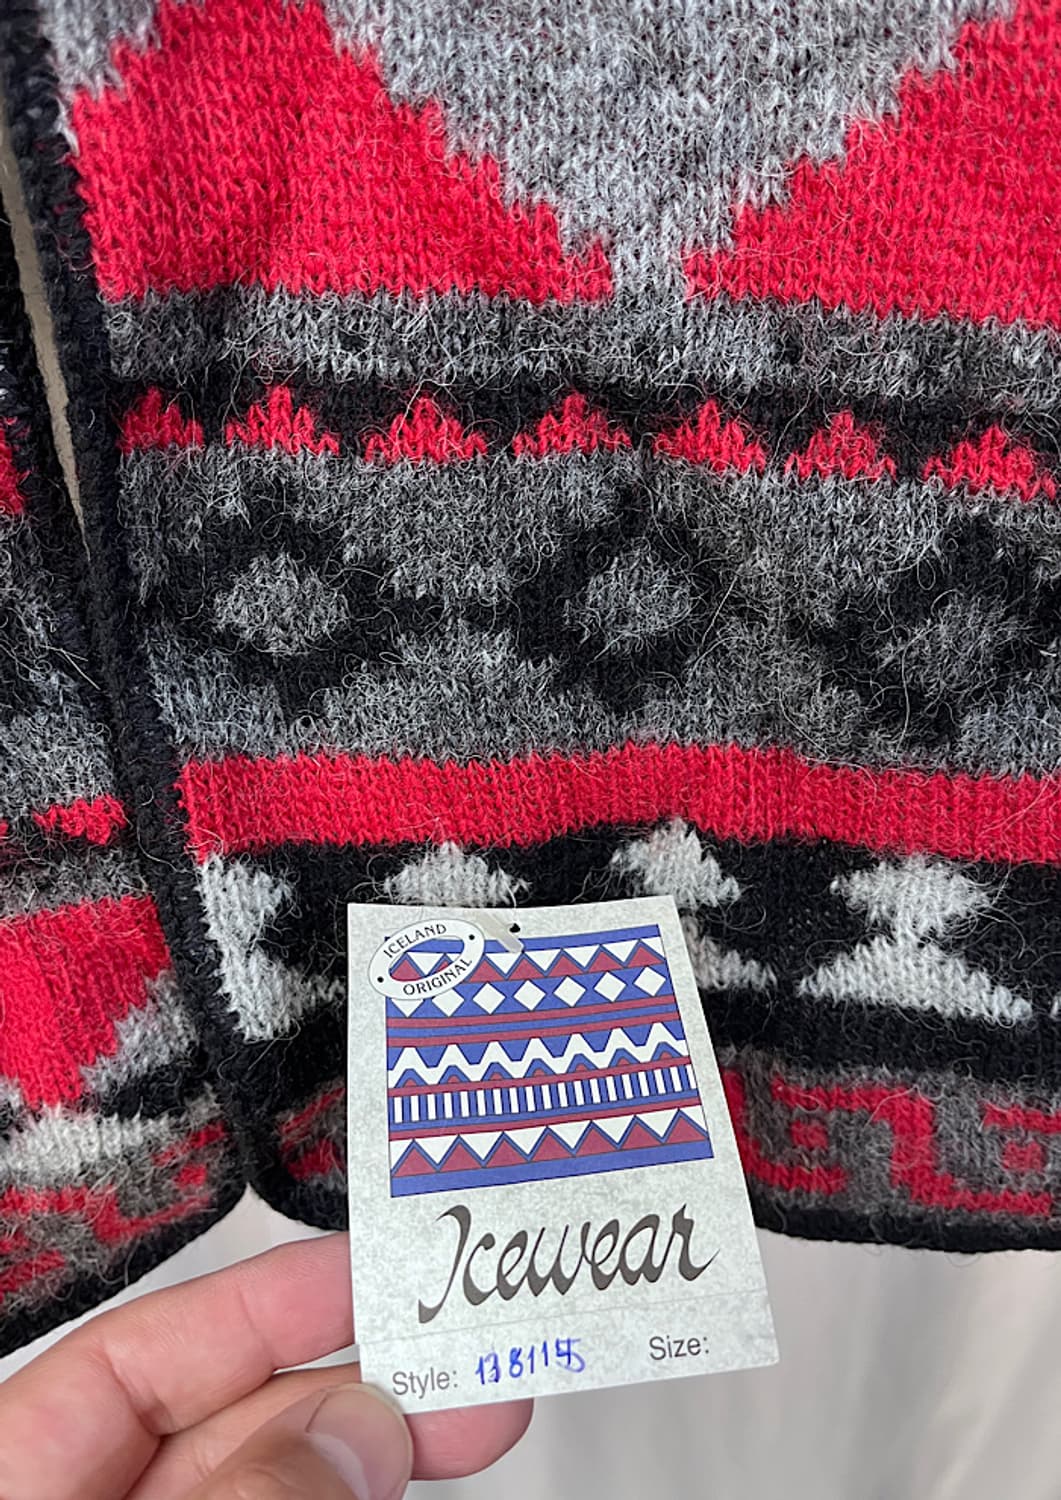 ICELAND
ORIGINAL
Icewear
Style: 138115 Size: